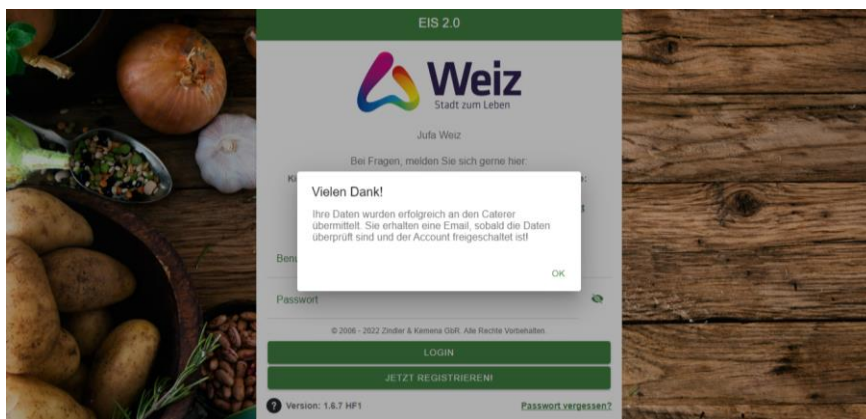 EIS 2.0
Weiz
Stadt zum Leben
Jufa Weiz
Bei Fragen, melden Sie sich gerne hier:
Vielen Dank!
Ihre Daten wurden erfolgreich an den Caterer
übermittelt. Sie erhalten eine Email, sobald die Daten
überprüft sind und der Account freigeschaltet ist!
OK
Passwort
© 2006 - 2022 Zindler & Klemena GbR. Alle Rechte Vorbehalten.
LOGIN
JETZT REGISTRIEREN!
? Version: 1.6.7 HF1
Passwort vergessen?